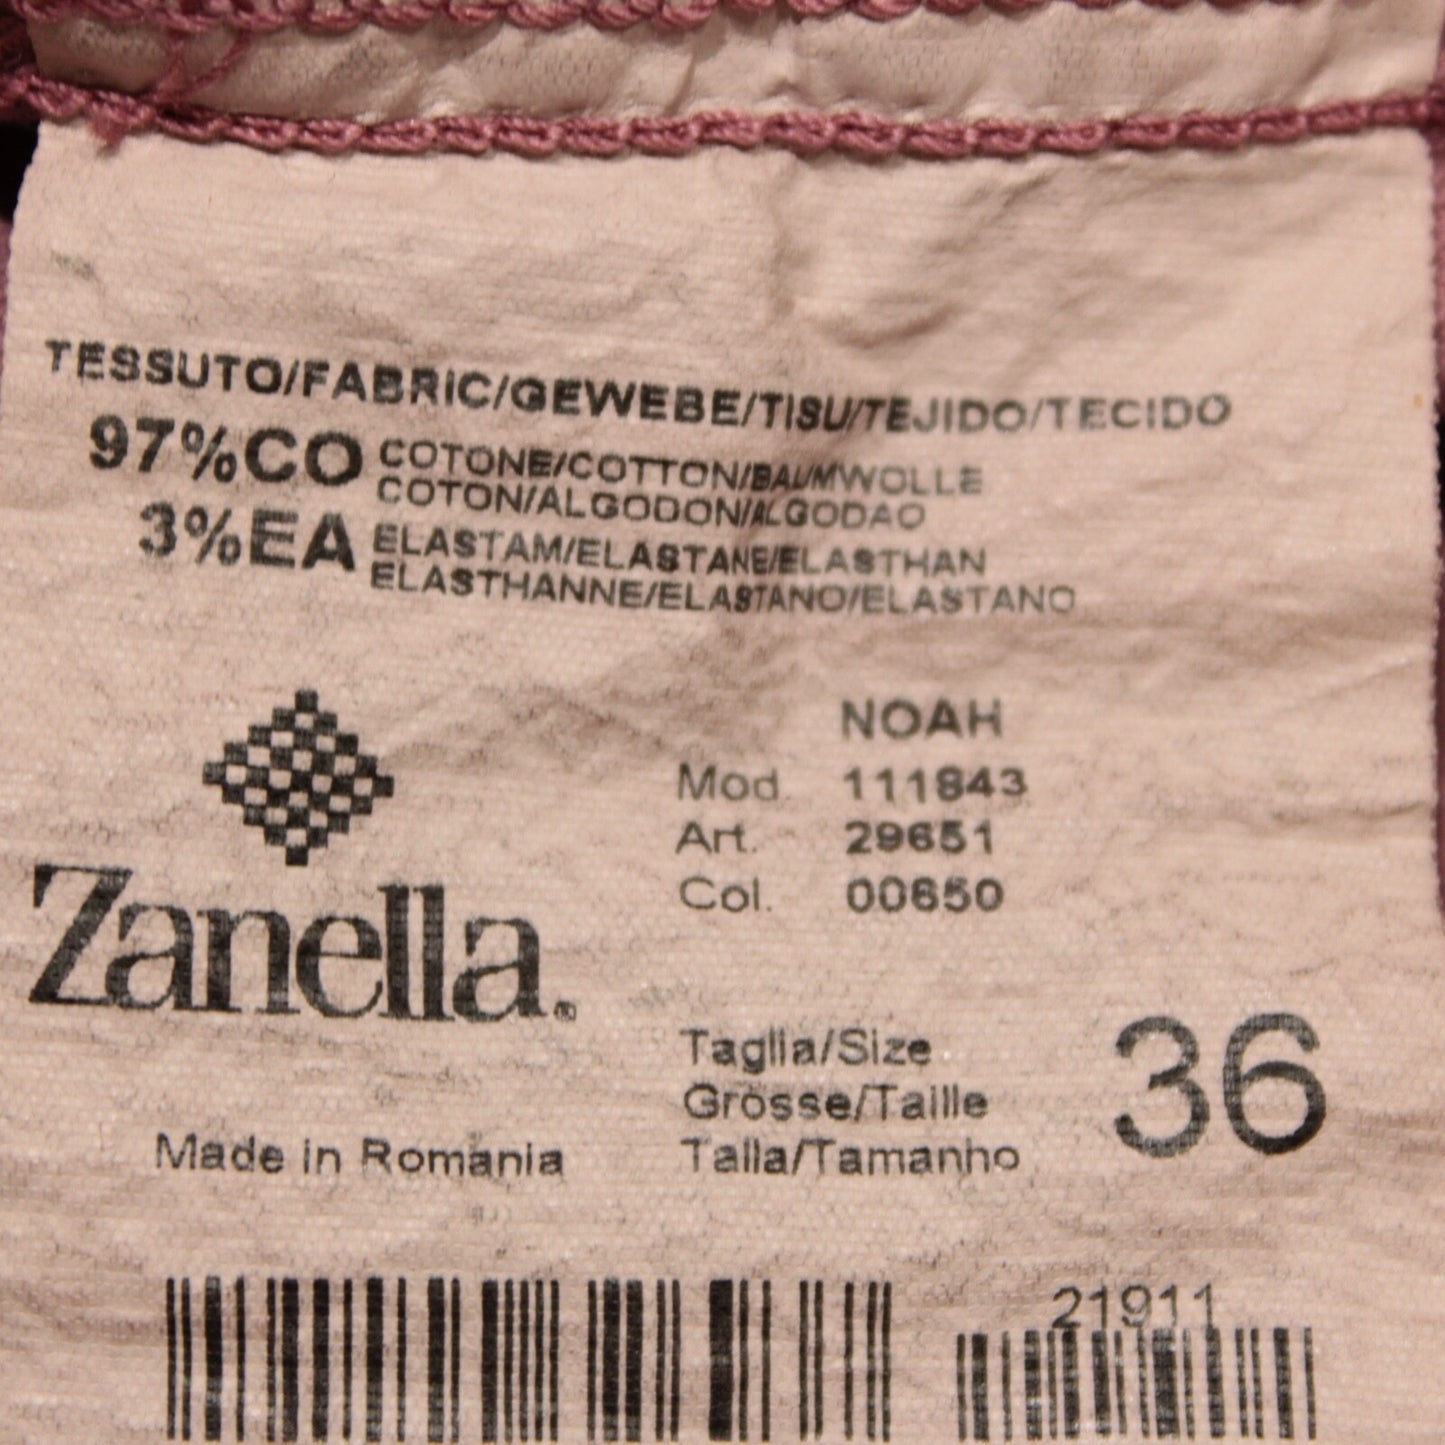 TESSUTO/FABRIC/GEWEBE/TISU/TEJIDO/TECIDO
97%CO COTONE/COTTON/BAUMWOLLE
COTON/ALGODON/ALGODAO
3%EA ELASTAM/ELASTANE/ELASTHAN
ELASTHANNE/ELASTANO/ELASTANO
NOAH
Mod. 111843
Art. 29651
Col. 00650
Zanella.®
Taglia/Size
Grösse/Taille
Talla/Tamanho
36
Made in Romania
21911